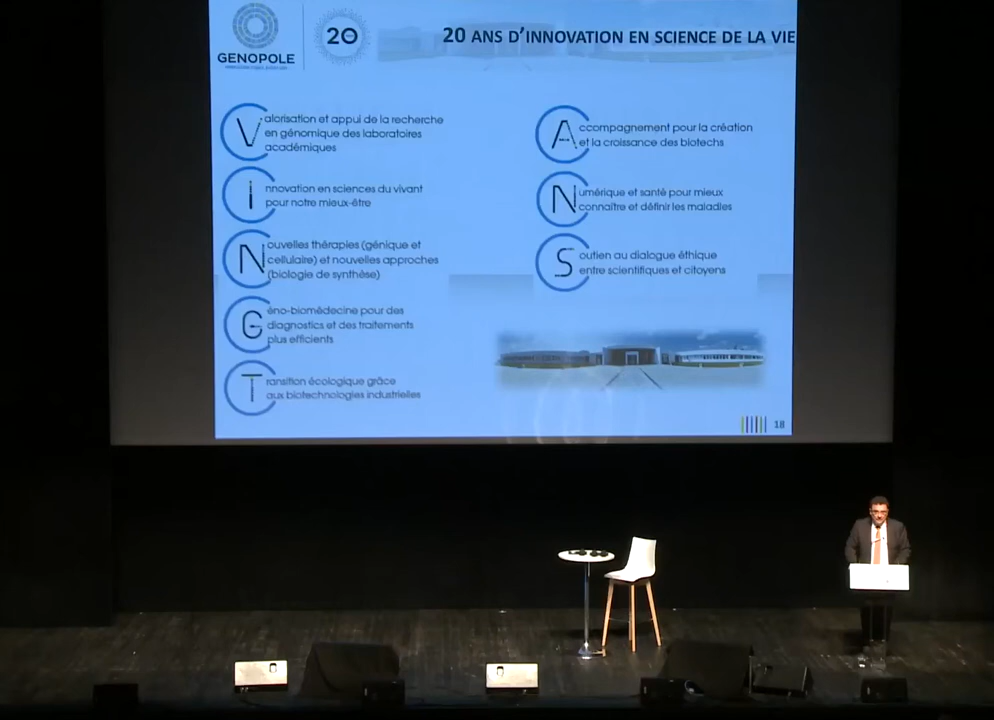 GENOPOLE
20
20 ANS D'INNOVATION EN SCIENCE DE LA VIE
Valorisation et appui de la recherche
en génomique des laboratoires
académiques
innovation en sciences du vivant
pour notre mieux-être
Nouvelles thérapies (génique et
cellulaire) et nouvelles approches
(biologie de synthèse)
Géno-biomédecine pour des
diagnostics et des traitements
plus efficients
Transition écologique grâce
aux biotechnologies industrielles
Accompagnement pour la création
et la croissance des biotechs
Numérique et santé pour mieux
connaître et définir les maladies
Soutien au dialogue éthique
entre scientifiques et citoyens
18